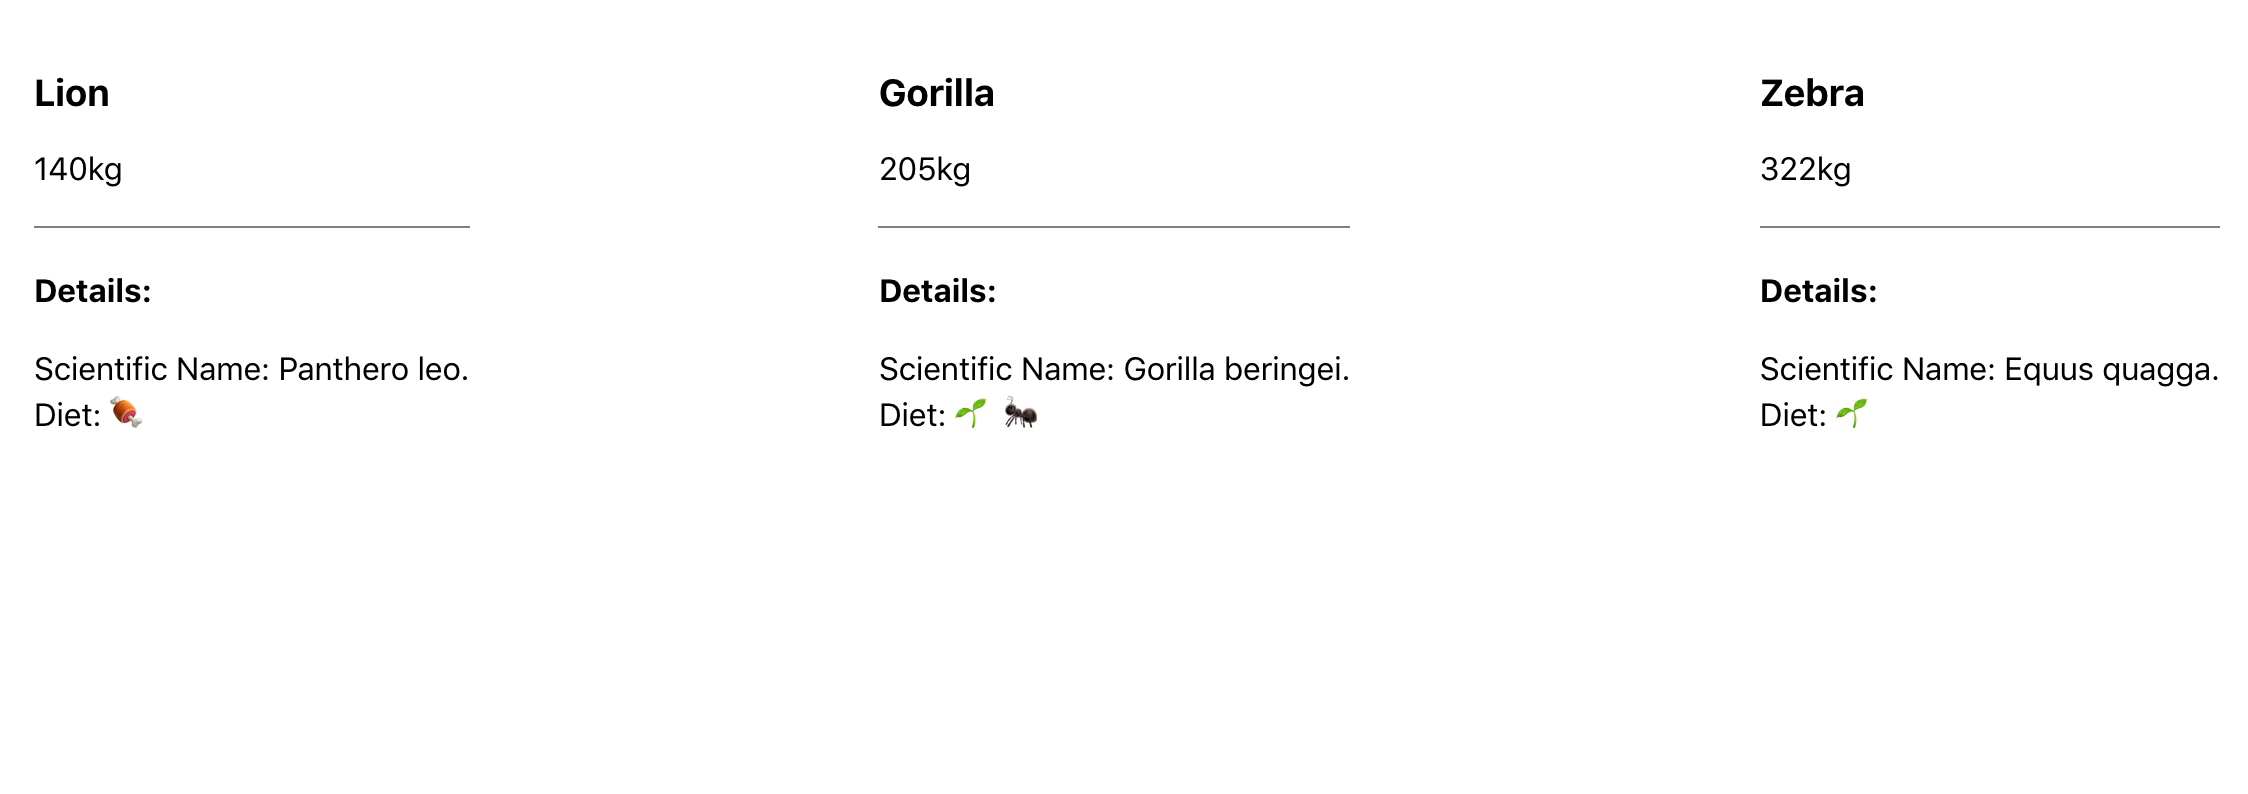 Lion
140kg
Details:
Scientific Name: Panthero leo.
Diet: 🍖
Gorilla
205kg
Details:
Scientific Name: Gorilla beringei.
Diet: 🌱 🐜
Zebra
322kg
Details:
Scientific Name: Equus quagga.
Diet: 🌱